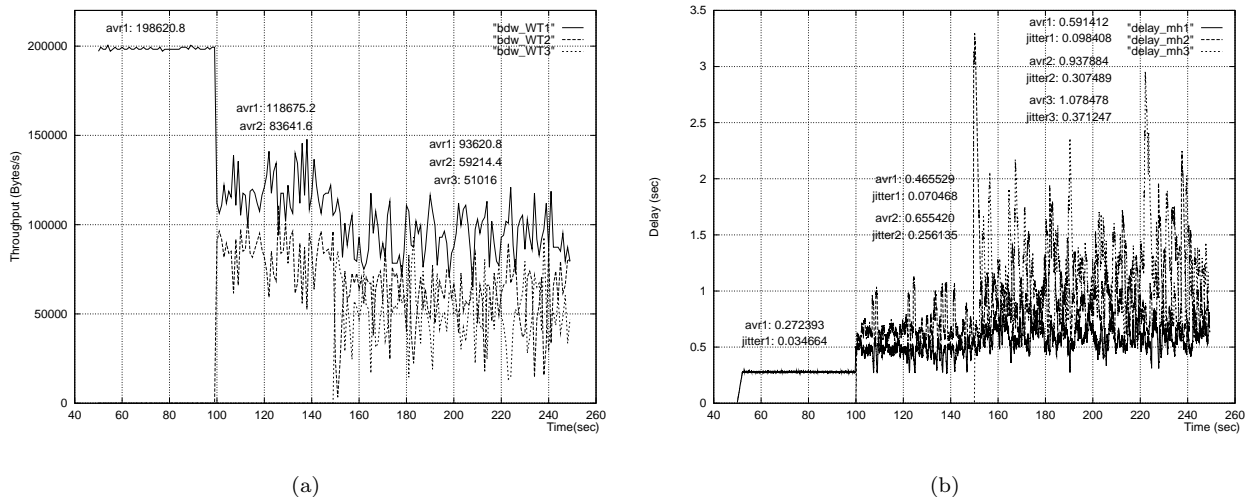 avr1: 198620.8
"bdw_WT1"
"bdw_WT2"
"bdw_WT3"
avr1: 118675.2
avr2: 83641.6
avr1: 93620.8
avr2: 59214.4
avr3: 51016
200000
150000
100000
50000
0
Throughput (Bytes/s)
40 60 80 100 120 140 160 180 200 220 240 260
Time(sec)
(a)
avr1: 0.591412
jitter1: 0.098408
avr2: 0.937884
jitter2: 0.307489
avr3: 1.078478
jitter3: 0.371247
"delay_mh1"
"delay_mh2"
"delay_mh3"
avr1: 0.465529
jitter1: 0.070468
avr2: 0.655420
jitter2: 0.256135
avr1: 0.272393
jitter1: 0.034664
3.5
3
2.5
2
1.5
1
0.5
0
Delay (sec)
40 60 80 100 120 140 160 180 200 220 240 260
Time (sec)
(b)